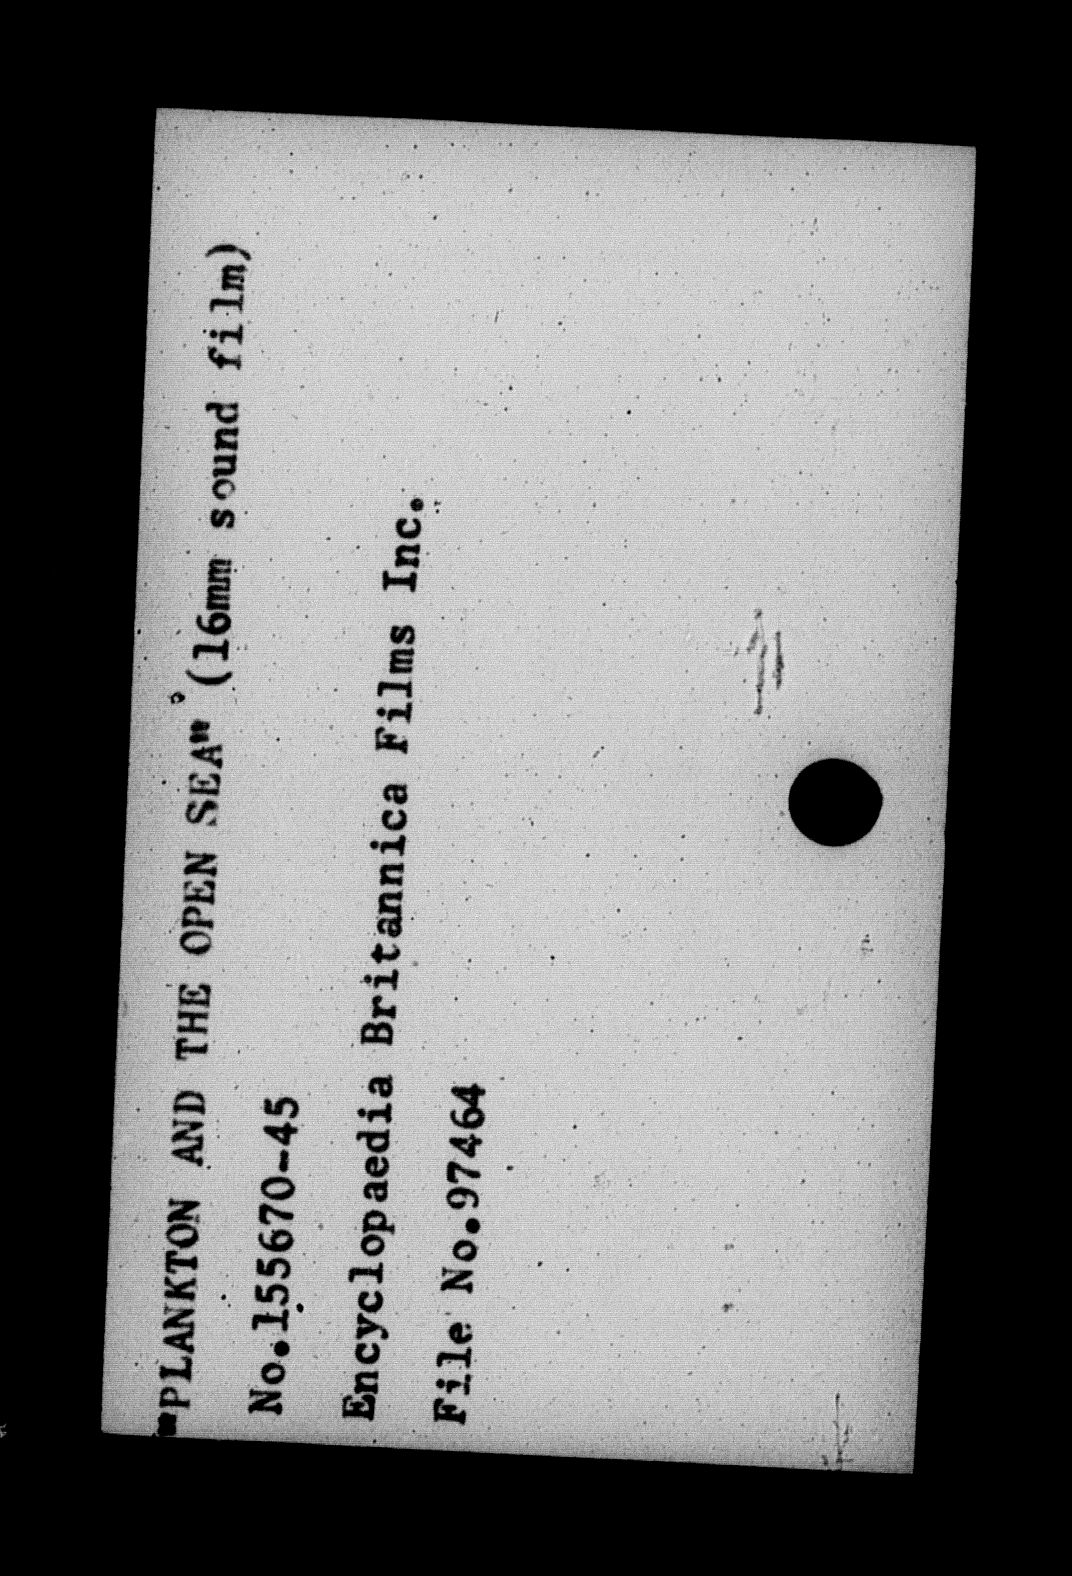 "PLANKTON AND THE OPEN SEA" (16mm sound film)
No.155670-45
Encyclopaedia Britannica Films Inc.
File No.97464